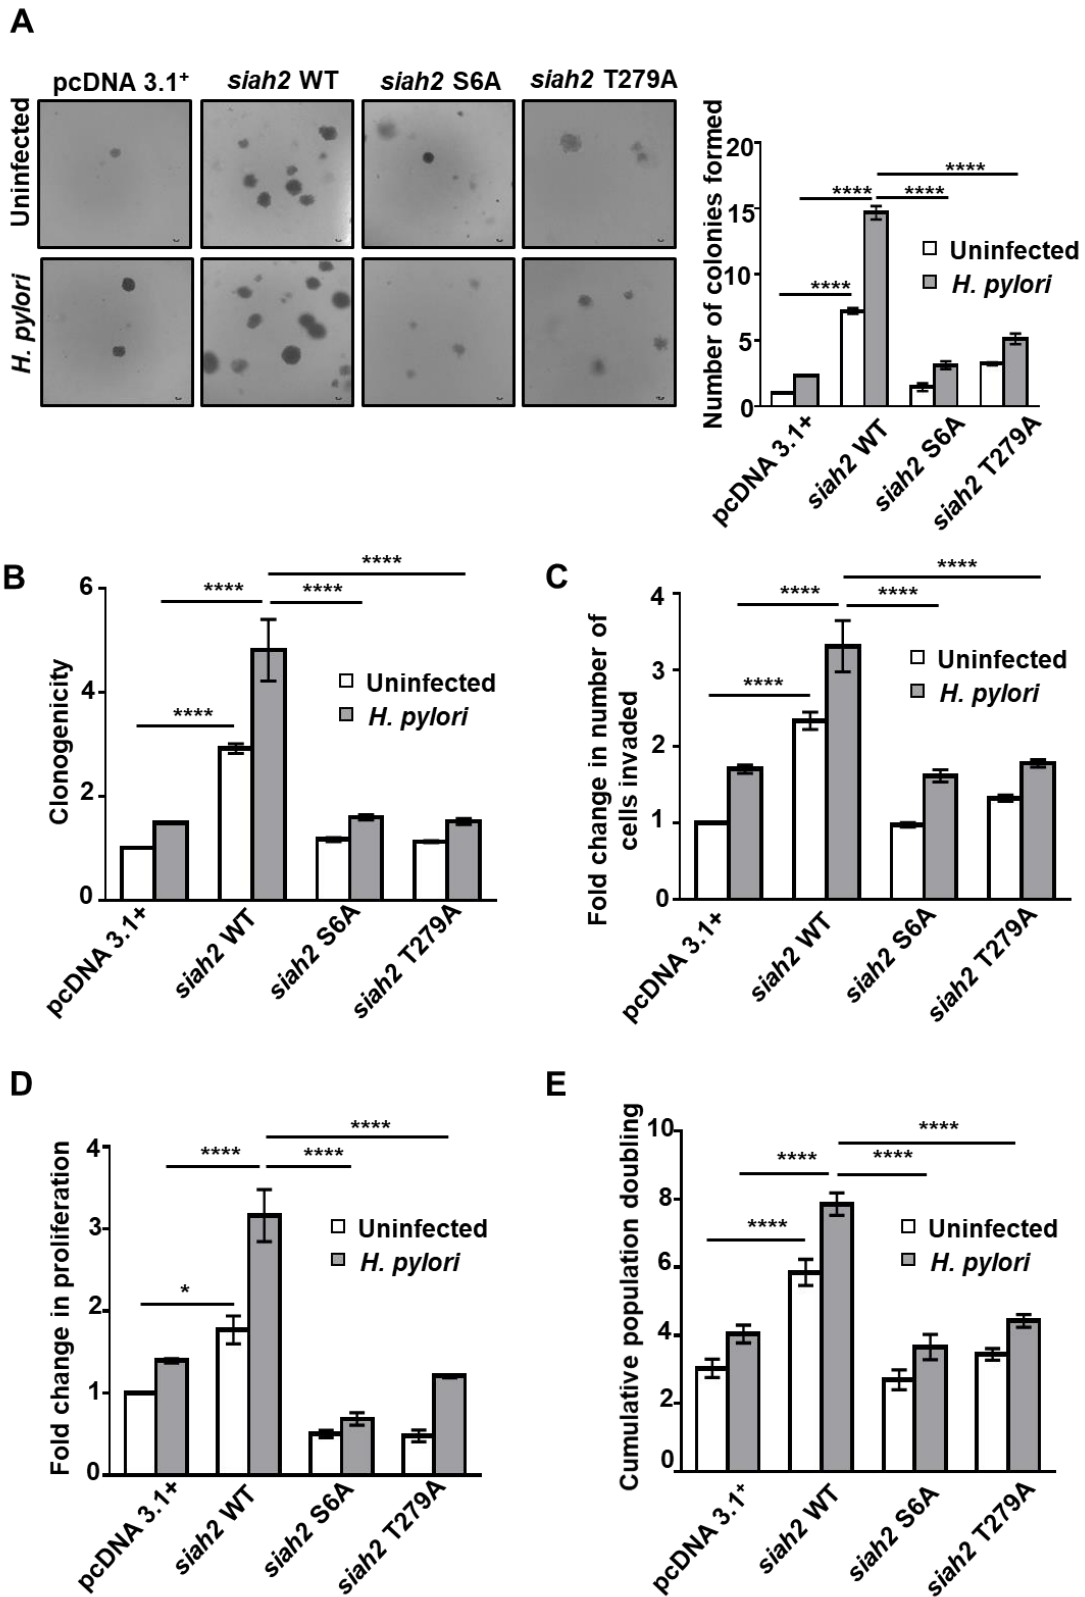 A
pcDNA 3.1+
siah2 WT
siah2 S6A
siah2 T279A
Uninfected
H. pylori
Number of colonies formed
20
15
10
5
0
****
**** ****
****
Uninfected
H. pylori
pcDNA 3.1+
siah2 WT
siah2 S6A
siah2 T279A
B
Clonogenicity
6
4
2
0
****
**** ****
****
Uninfected
H. pylori
pcDNA 3.1+
siah2 WT
siah2 S6A
siah2 T279A
C
Fold change in number of
cells invaded
4
3
2
1
0
****
**** ****
****
Uninfected
H. pylori
pcDNA 3.1+
siah2 WT
siah2 S6A
siah2 T279A
D
Fold change in proliferation
4
3
2
1
0
****
**** ****
*
Uninfected
H. pylori
pcDNA 3.1+
siah2 WT
siah2 S6A
siah2 T279A
E
Cumulative population doubling
10
8
6
4
2
0
****
**** ****
****
Uninfected
H. pylori
pcDNA 3.1+
siah2 WT
siah2 S6A
siah2 T279A